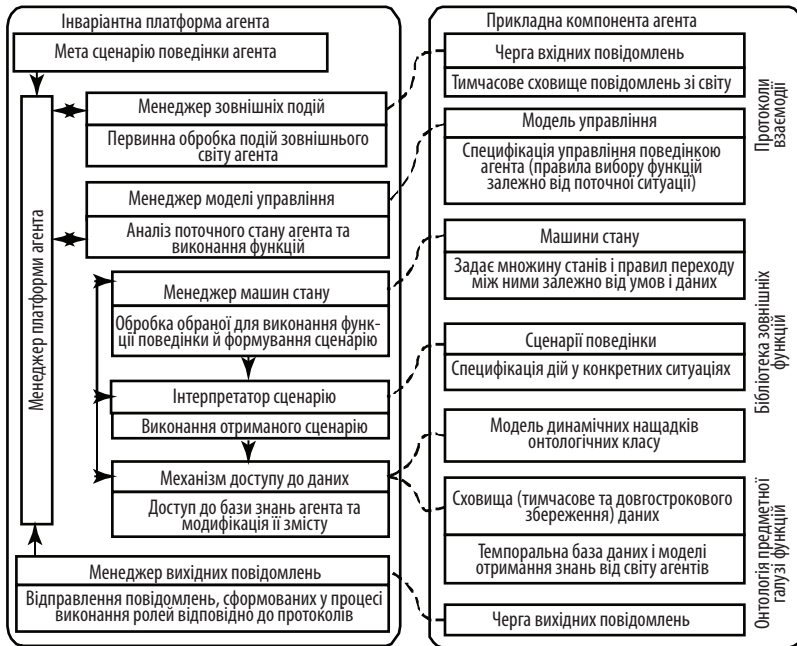 Інваріантна платформа агента
Мета сценарію поведінки агента
Менеджер платформи агента
Менеджер зовнішніх подій
Первинна обробка подій зовнішнього
світу агента
Менеджер моделі управління
Аналіз поточного стану агента та
виконання функцій
Менеджер машин стану
Обробка обраної для виконання функ-
ції поведінки й формування сценарію
Інтерпретатор сценарію
Виконання отриманого сценарію
Механізм доступу до даних
Доступ до бази знань агента та
модифікація її змісту
Менеджер вихідних повідомлень
Відправлення повідомлень, сформованих у процесі
виконання ролей відповідно до протоколів
Прикладна компонента агента
Черга вхідних повідомлень
Тимчасове сховище повідомлень зі світу
Модель управління
Специфікація управління поведінкою
агента (правила вибору функцій
залежно від поточної ситуації)
Машини стану
Задає множину станів і правил переходу
між ними залежно від умов і даних
Сценарії поведінки
Специфікація дій у конкретних ситуаціях
Модель динамічних нащадків
онтологічних класу
Сховища (тимчасове та довгострокового
збереження) даних
Темпоральна база даних і моделі
отримання знань від світу агентів
Черга вихідних повідомлень
Протоколи
взаємодії
Бібліотека зовнішніх
функцій
Онтологія предметної
галузі функцій